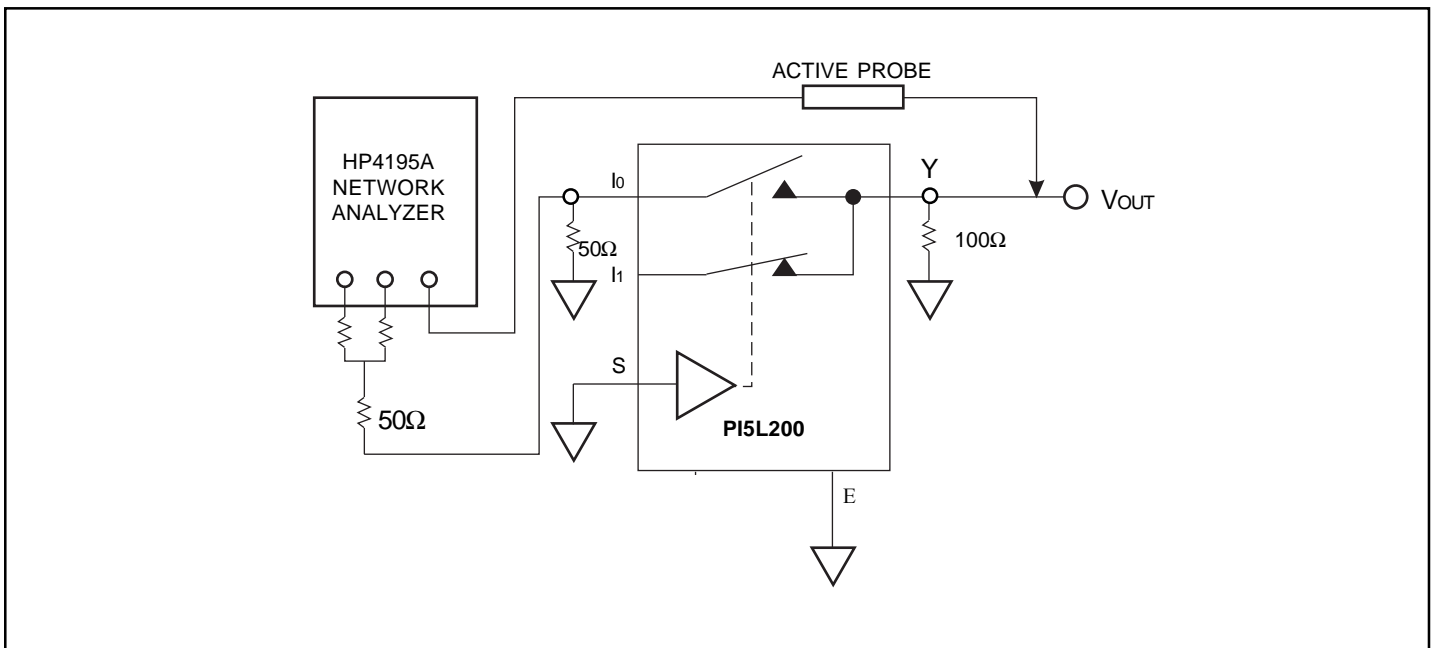 ACTIVE PROBE
HP4195A
NETWORK
ANALYZER
I0
Y
VOUT
50Ω
100Ω
I1
S
50Ω
PI5L200
E